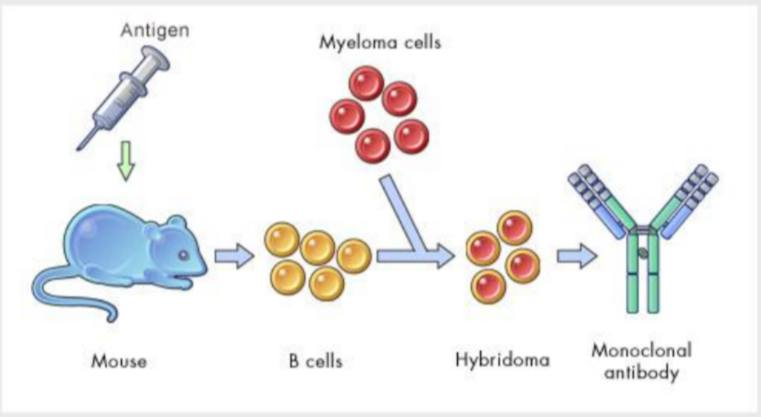 Antigen
Myeloma cells
Mouse
B cells
Hybridoma
Monoclonal
antibody